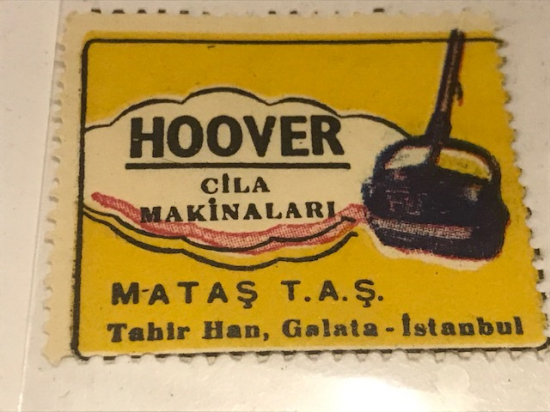 HOOVER
CİLA
MAKİNALARI
MATAŞ T.A.Ş.
Tahir Han, Galata - İstanbul